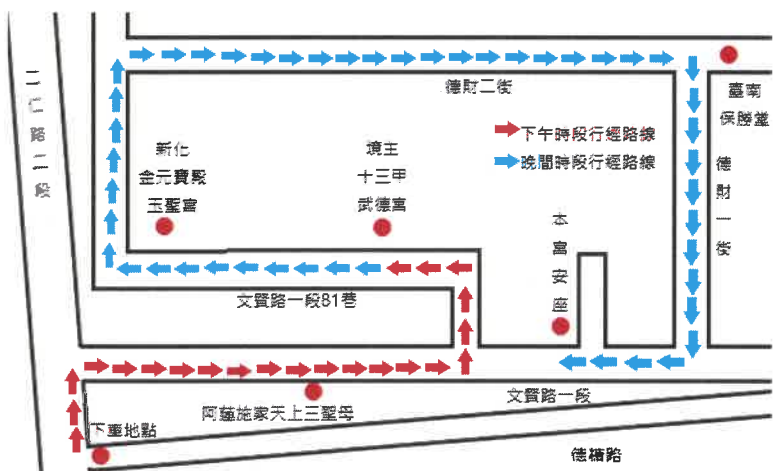 二仁路二段
德財二街
臺南
保勝堂
下午時段行經路線
晚間時段行經路線
新化
金元寶殿
玉聖宮
境主
十三甲
武德宮
德財一街
本宮安座
文賢路一段81巷
文賢路一段
阿蓮施家天上三聖母
下車地點
德糖路